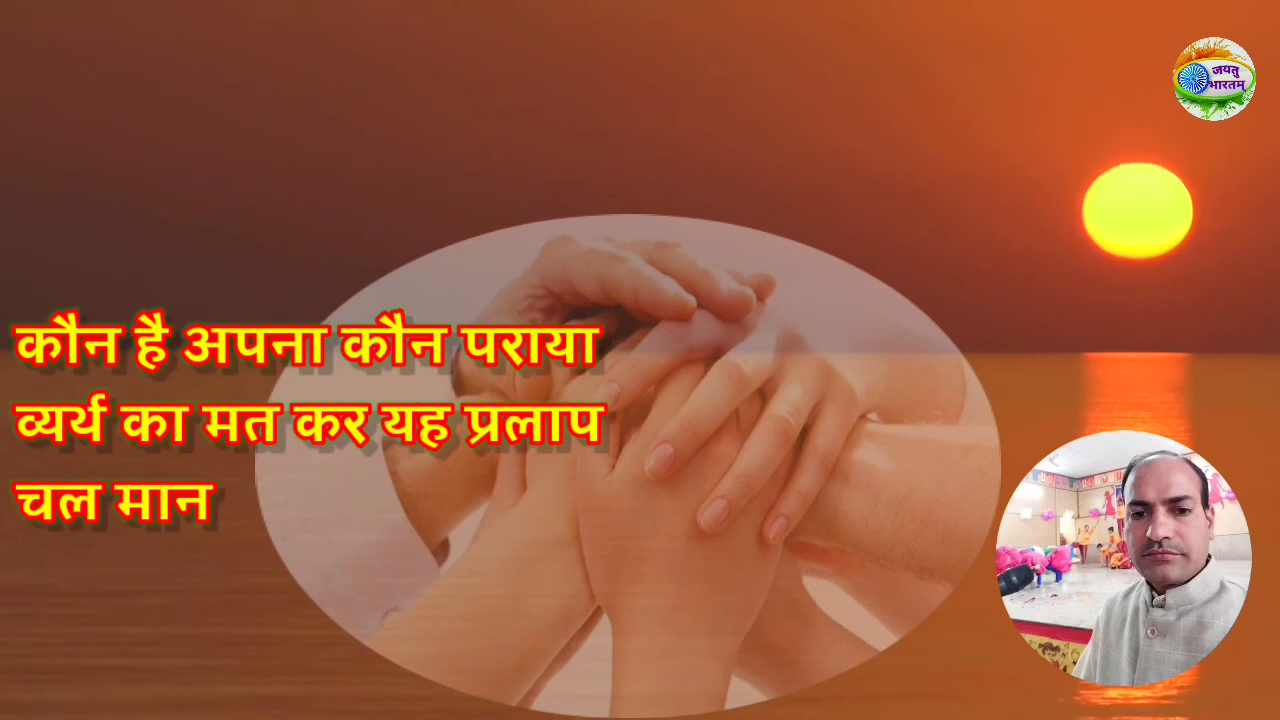 जयतु
भारतम्
कौन है अपना कौन पराया
व्यर्थ का मत कर यह प्रलाप
चल मान